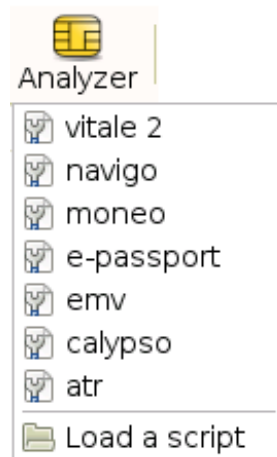 Analyzer
vitale 2
navigo
moneo
e-passport
emv
calypso
atr
Load a script